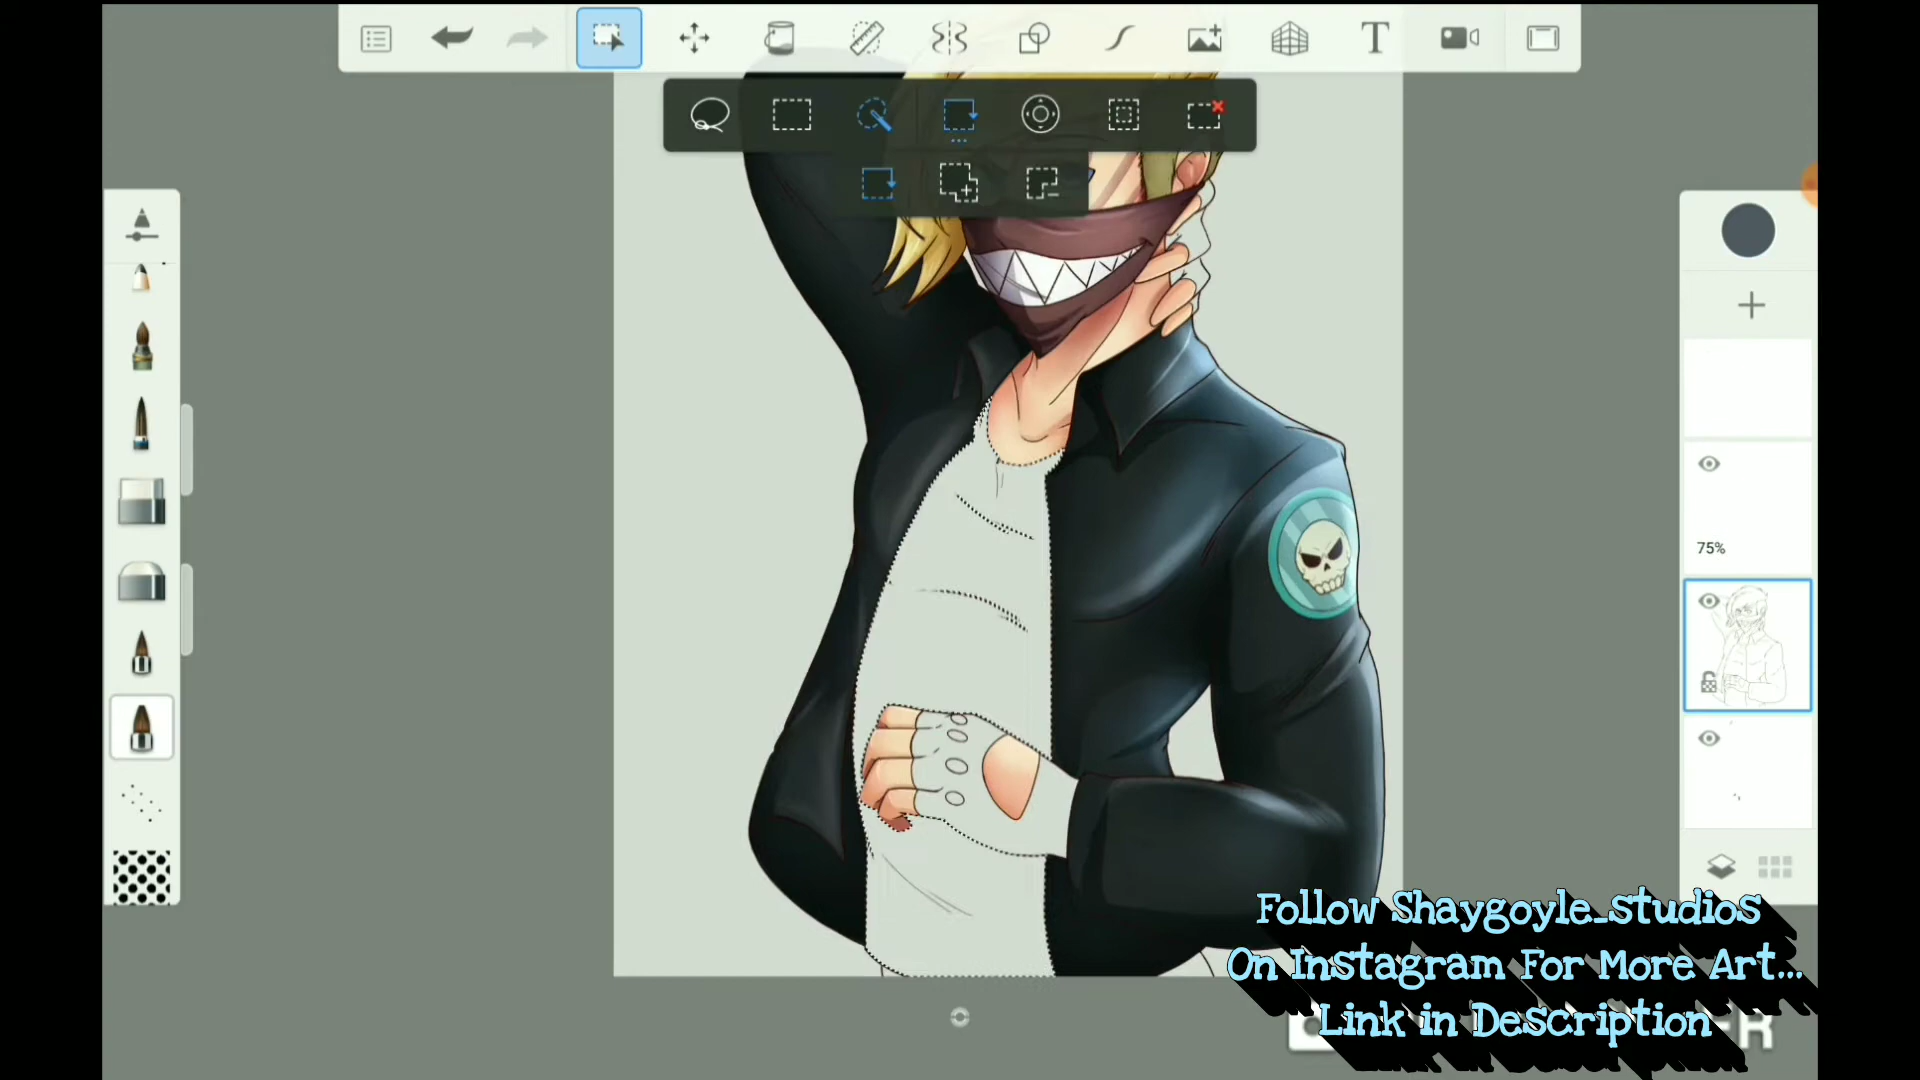 T
75%
Follow Shaygoyle_studios
On Instagram For More Art...
Link in Description